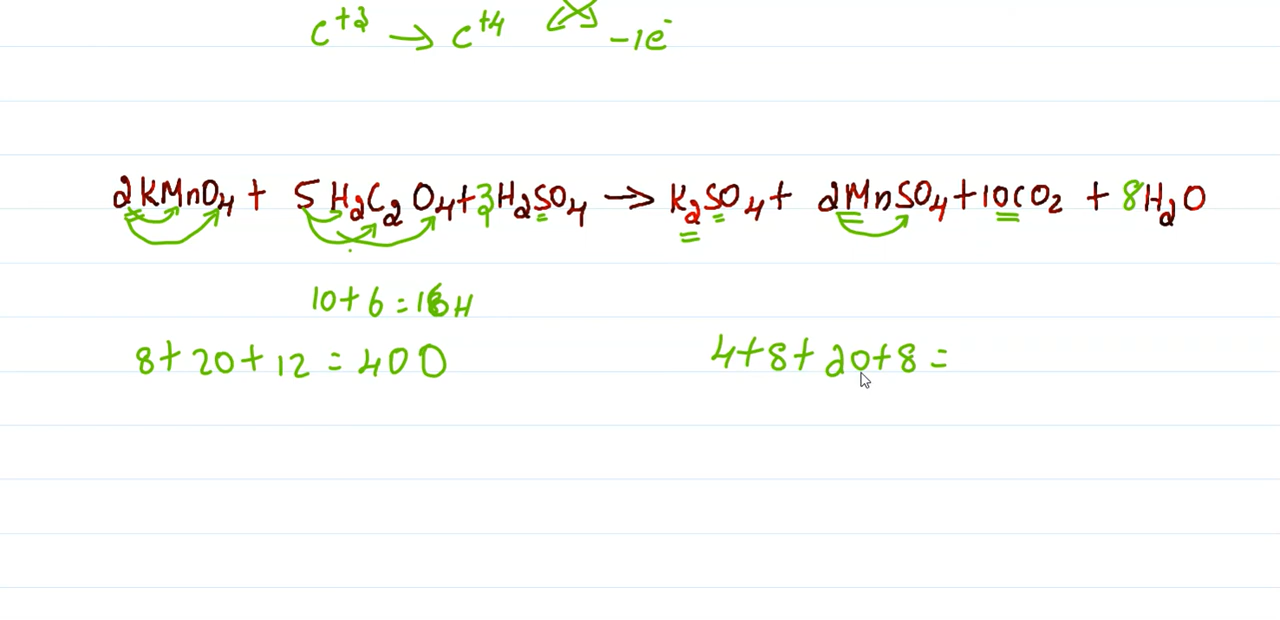 C⁺³ → C⁺⁴ -1e⁻
2KMnO₄ + 5H₂C₂O₄ + 3H₂SO₄ → K₂SO₄ + 2MnSO₄ + 10CO₂ + 8H₂O
10+6=16H
8+20+12=40O 4+8+20+8=